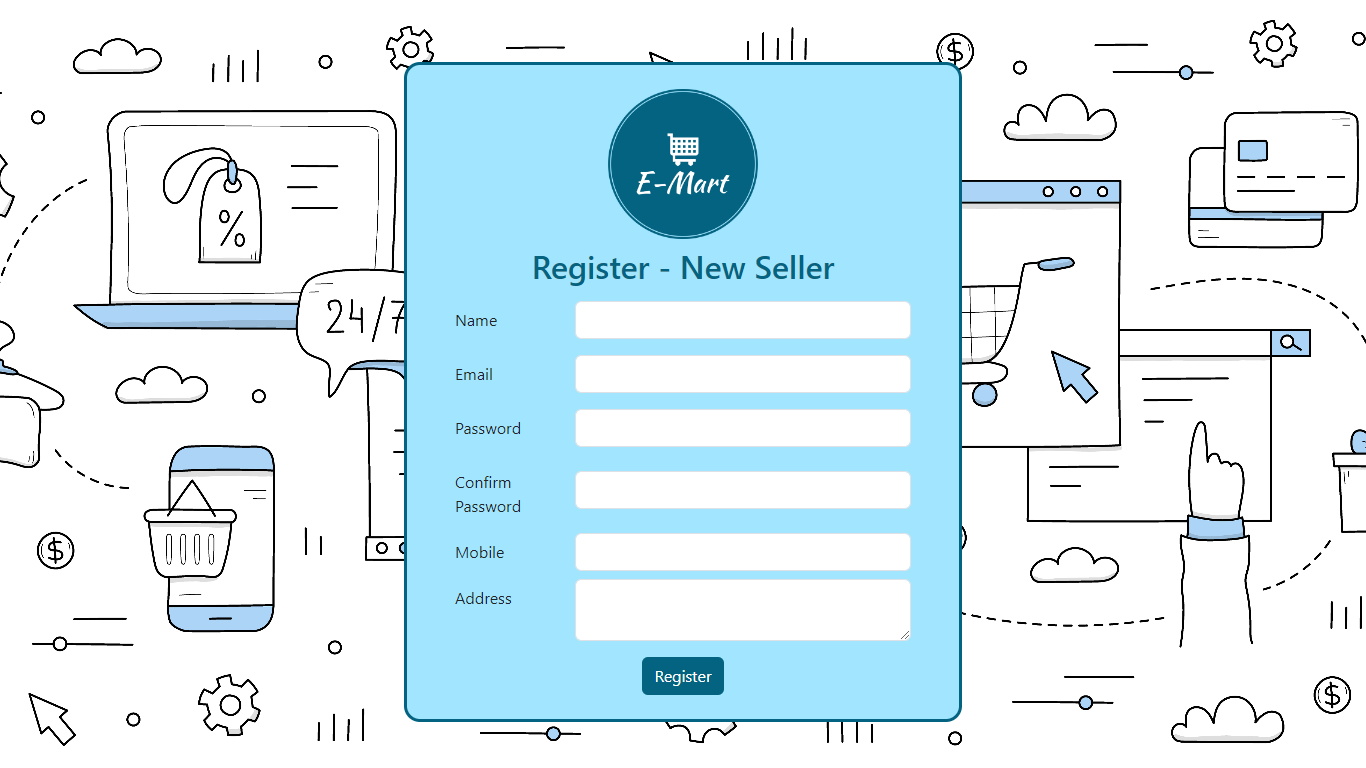 E-Mart
Register - New Seller
Name
Email
Password
Confirm
Password
Mobile
Address
Register
%
24/7
$
$
$